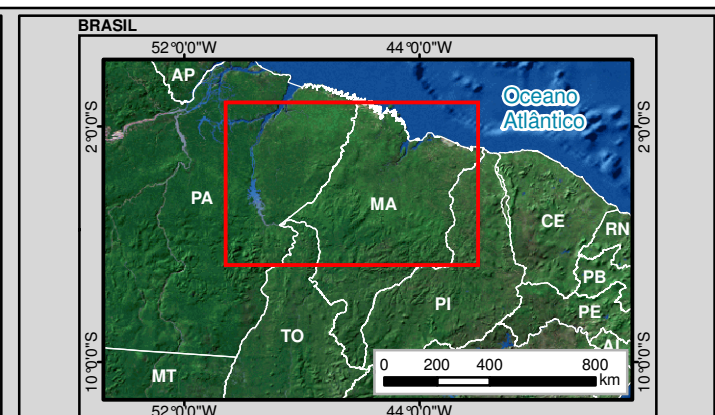 BRASIL
52°0'0"W 44°0'0"W
AP
Oceano
Atlântico
2°0'0"S
2°0'0"S
PA
MA
CE
RN
PB
PE
PI
TO
AL
MT
10°0'0"S
10°0'0"S
0 200 400 800
km
52°0'0"W 44°0'0"W